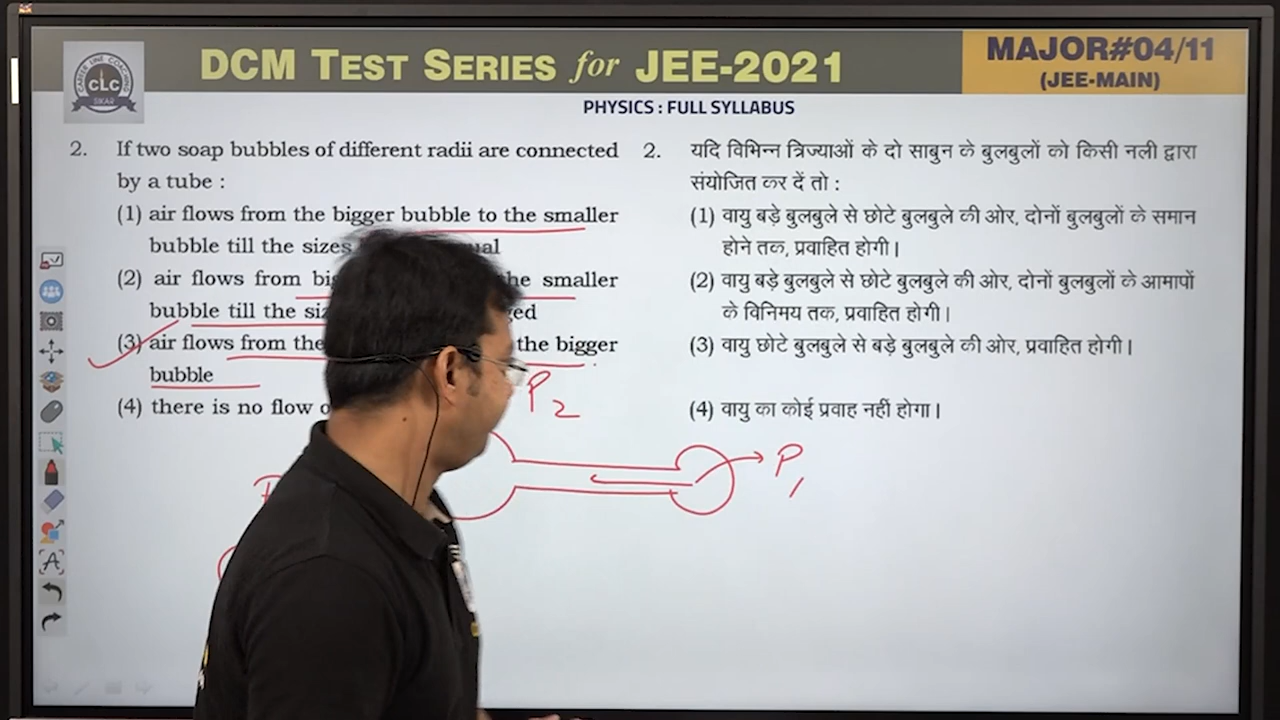 DCM TEST SERIES for JEE-2021
MAJOR#04/11
(JEE-MAIN)
CAREER LINE COACHING
CLC
SIKAR
PHYSICS : FULL SYLLABUS
2. If two soap bubbles of different radii are connected
by a tube :
(1) air flows from the bigger bubble to the smaller
bubble till the sizes
(2) air flows from the smaller
bubble till the
(3) air flows from the the bigger
bubble
(4) there is no flow
P2
P1
2. यदि विभिन्न त्रिज्याओं के दो साबुन के बुलबुलों को किसी नली द्वारा
संयोजित कर दें तो :
(1) वायु बड़े बुलबुले से छोटे बुलबुले की ओर, दोनों बुलबुलों के समान
होने तक, प्रवाहित होगी।
(2) वायु बड़े बुलबुले से छोटे बुलबुले की ओर, दोनों बुलबुलों के आमापों
के विनिमय तक, प्रवाहित होगी।
(3) वायु छोटे बुलबुले से बड़े बुलबुले की ओर, प्रवाहित होगी।
(4) वायु का कोई प्रवाह नहीं होगा।